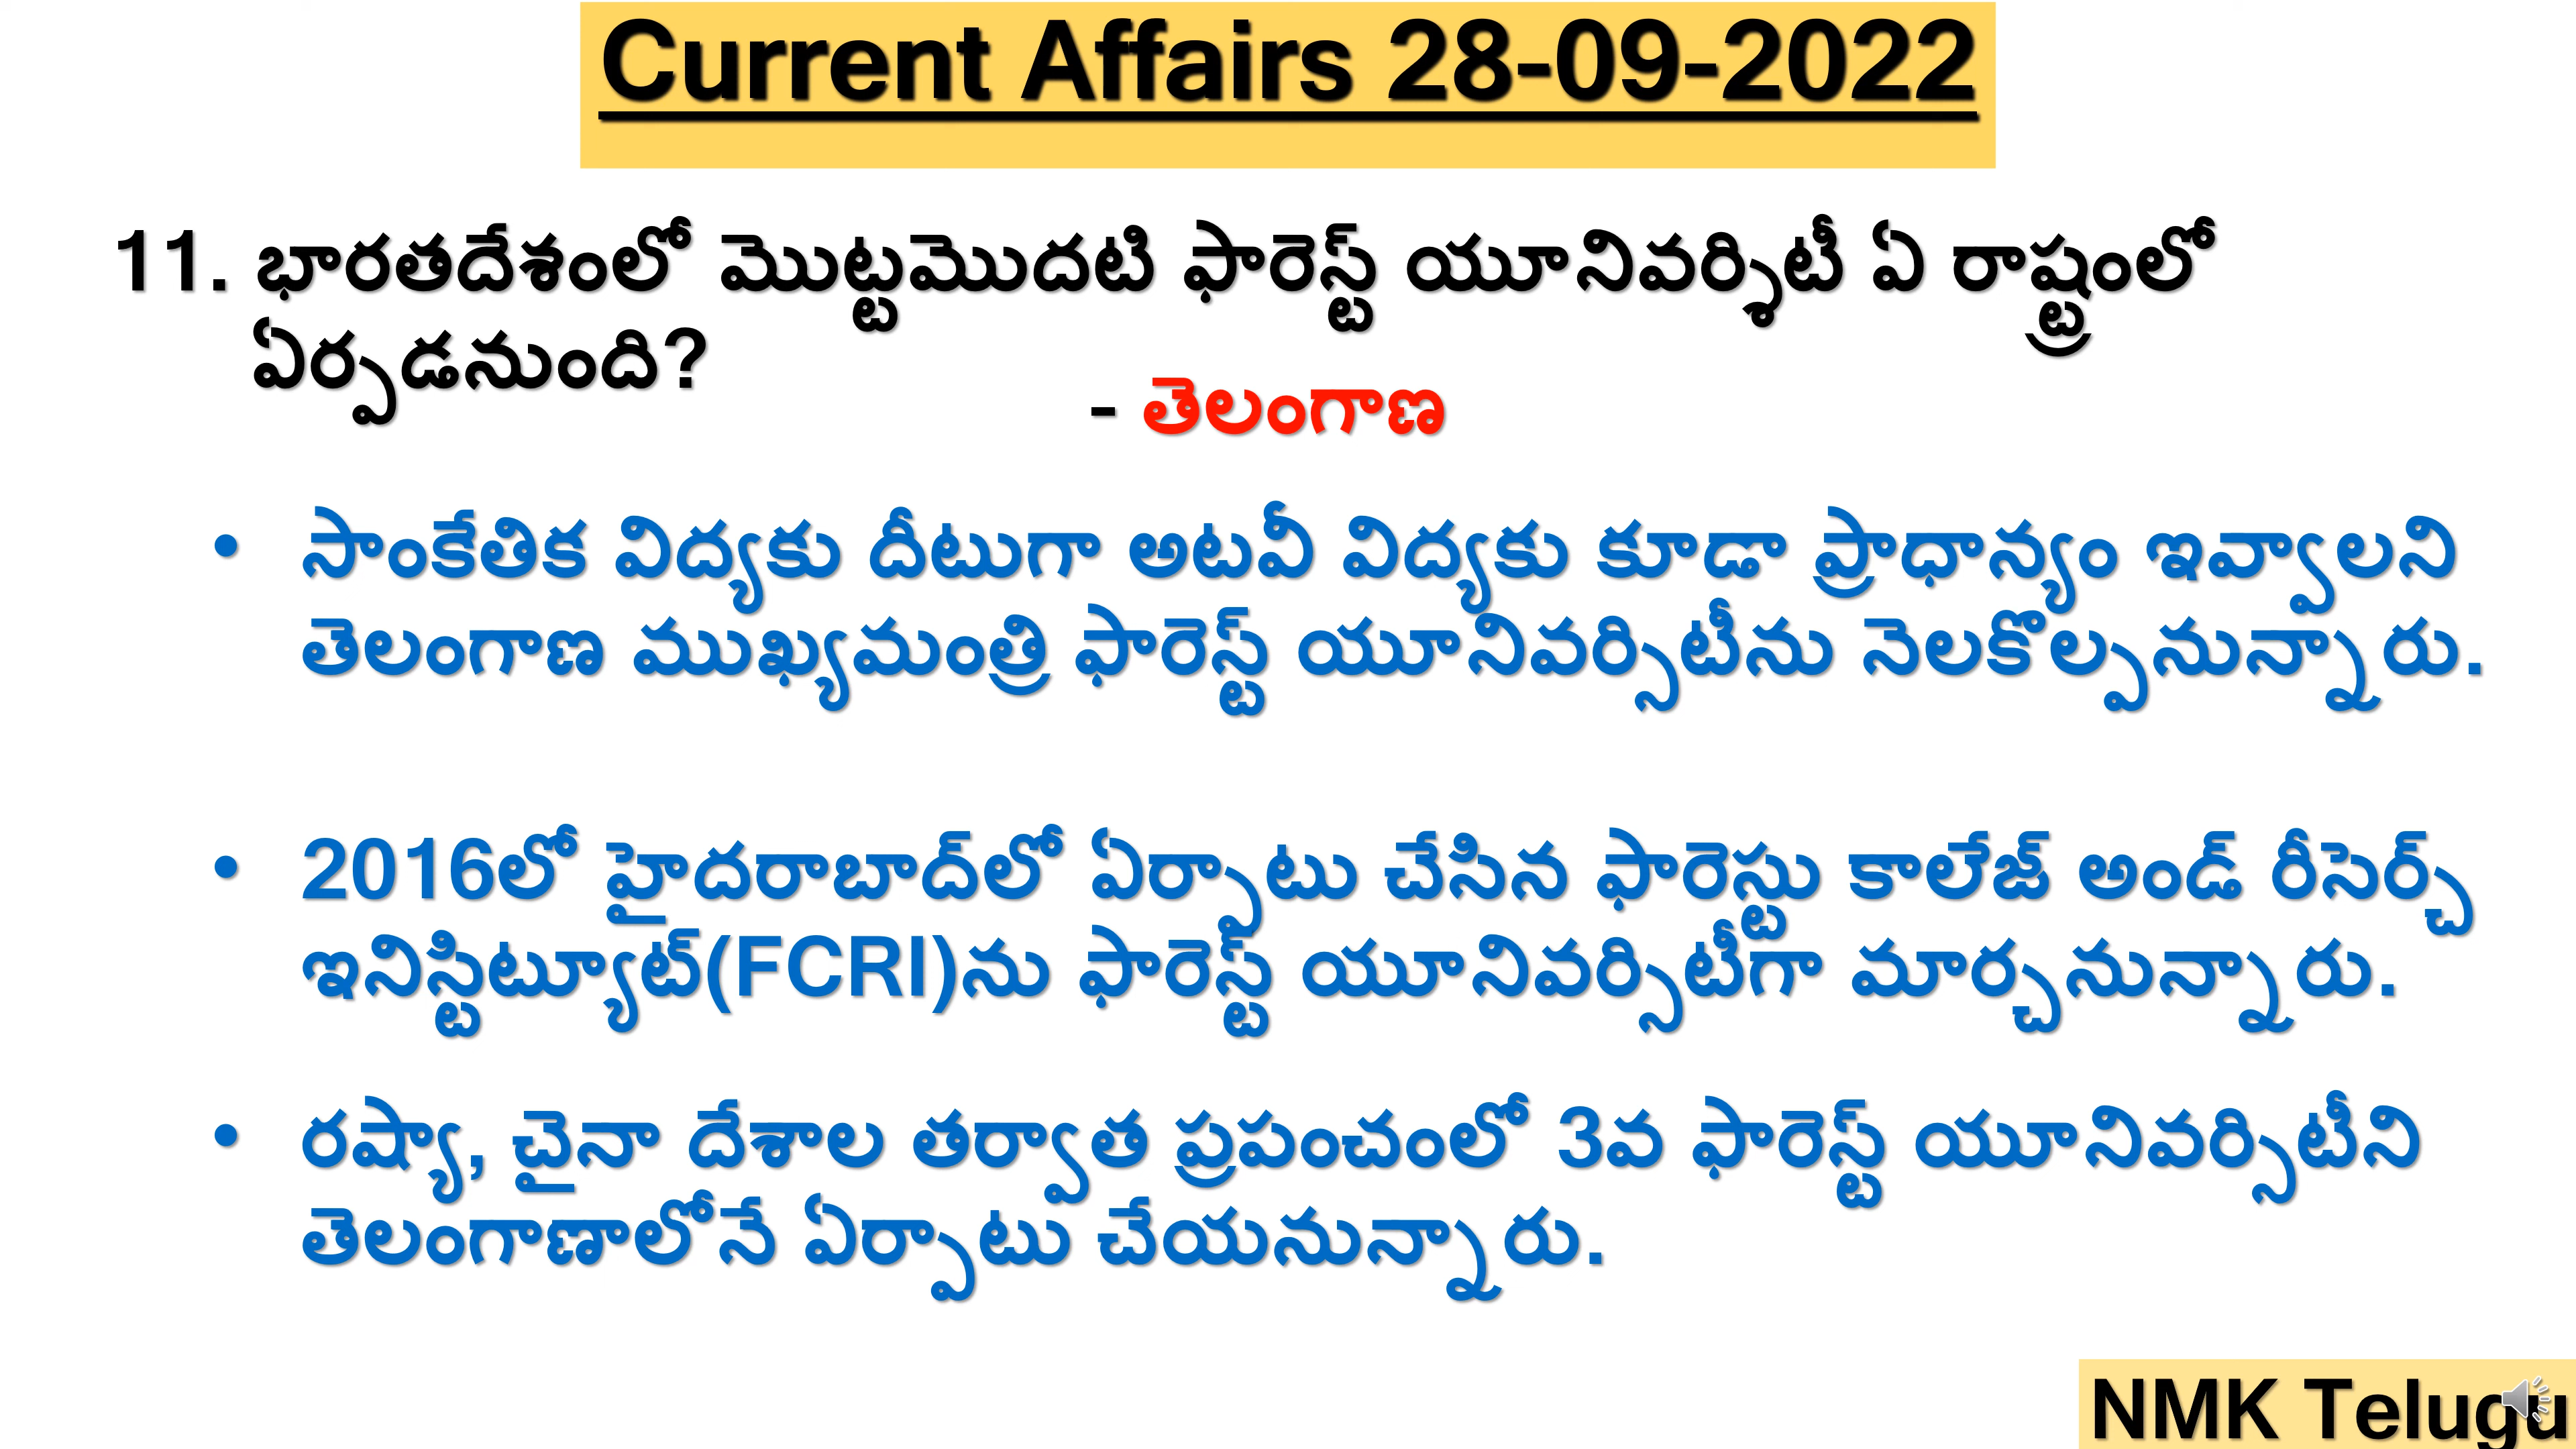 Current Affairs 28-09-2022
11. భారతదేశంలో మొట్టమొదటి ఫారెస్ట్ యూనివర్శిటీ ఏ రాష్ట్రంలో
ఏర్పడనుంది?
- తెలంగాణ
• సాంకేతిక విద్యకు దీటుగా అటవీ విద్యకు కూడా ప్రాధాన్యం ఇవ్వాలని
తెలంగాణ ముఖ్యమంత్రి ఫారెస్ట్ యూనివర్సిటీను నెలకొల్పనున్నారు.
• 2016లో హైదరాబాద్‌లో ఏర్పాటు చేసిన ఫారెస్టు కాలేజ్ అండ్ రీసెర్చ్
ఇనిస్టిట్యూట్(FCRI)ను ఫారెస్ట్ యూనివర్సిటీగా మార్చనున్నారు.
• రష్యా, చైనా దేశాల తర్వాత ప్రపంచంలో 3వ ఫారెస్ట్ యూనివర్సిటీని
తెలంగాణాలోనే ఏర్పాటు చేయనున్నారు.
NMK Telugu